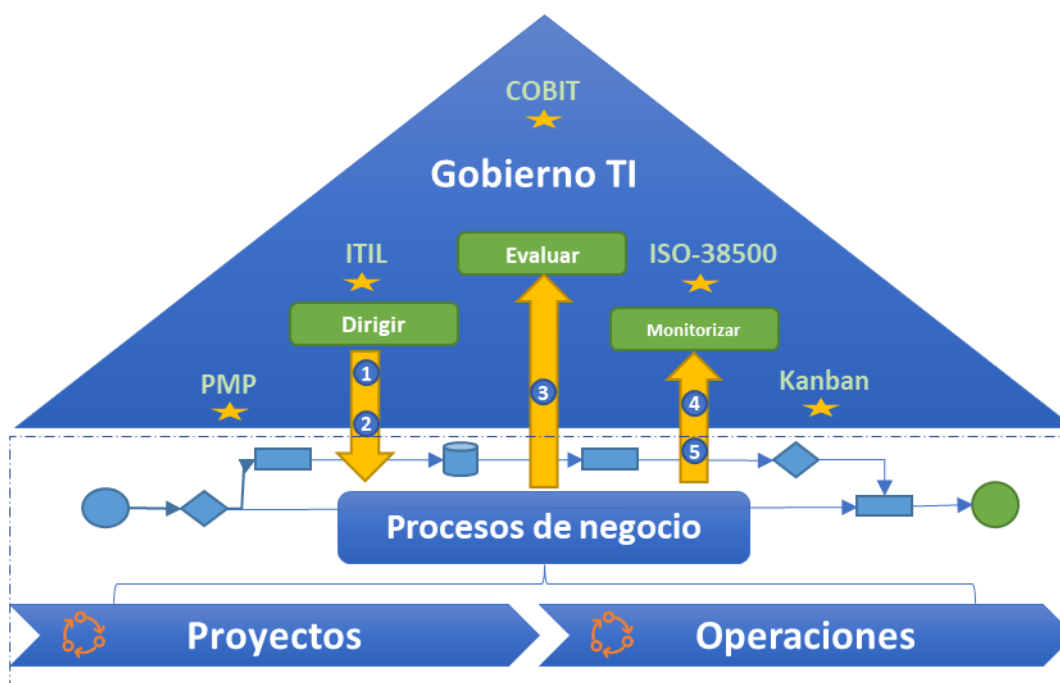 COBIT
Gobierno TI
ITIL
Evaluar
ISO-38500
Dirigir
Monitorizar
PMP
1
2
3
4
5
Kanban
Procesos de negocio
Proyectos
Operaciones